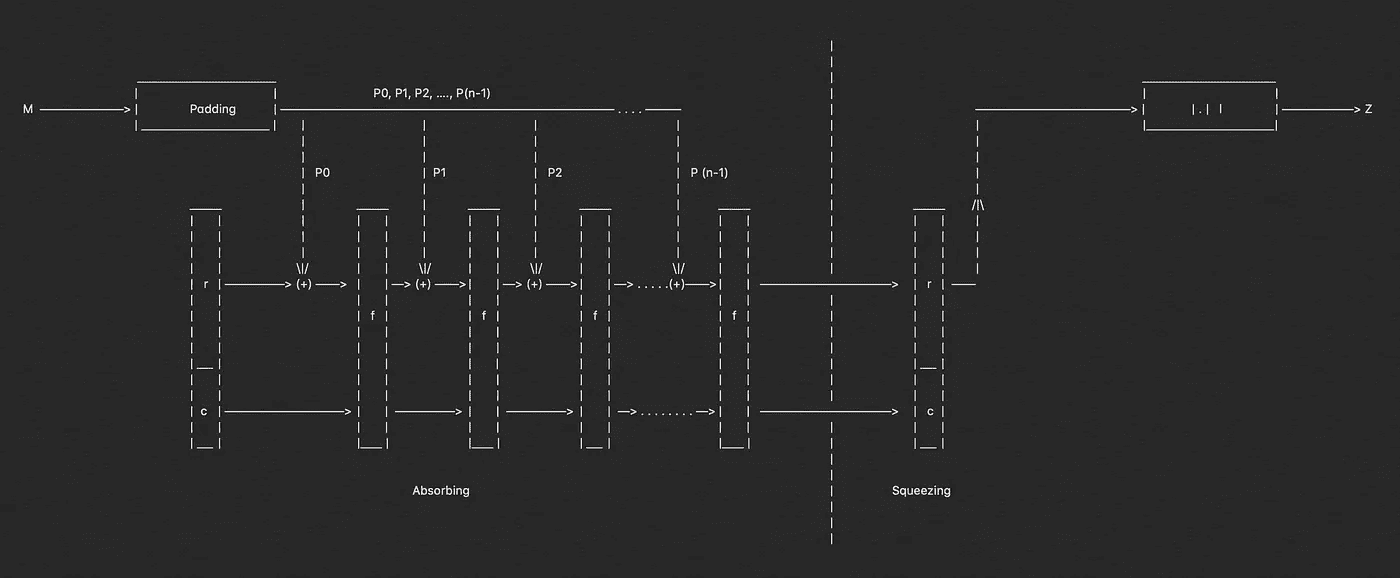 P0, P1, P2, ...., P(n-1)
M Padding .... |.| | Z
P0 P1 P2 P (n-1)
r (+) (+) (+) .....(+) r
f f f f
c ........ c
Absorbing Squeezing